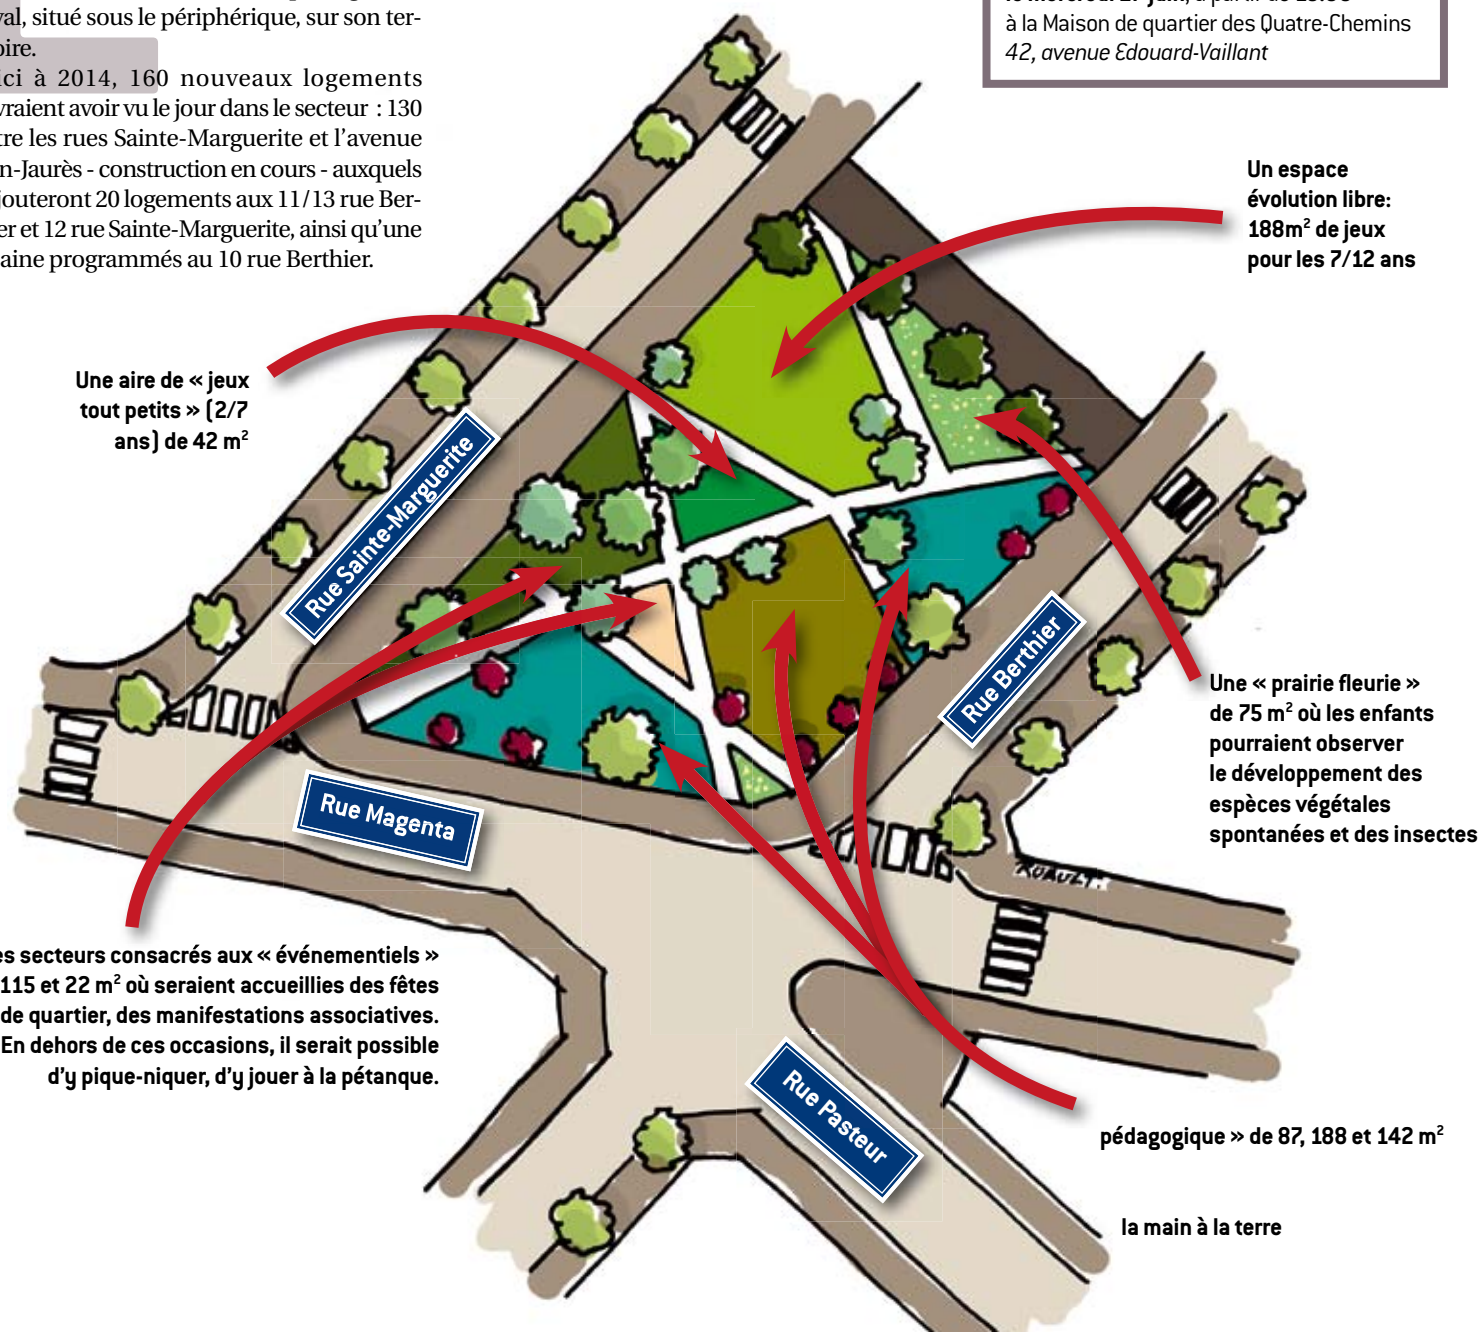 val, situé sous le périphérique, sur son ter-
oire.
ici à 2014, 160 nouveaux logements
vraient avoir vu le jour dans le secteur : 130
tre les rues Sainte-Marguerite et l'avenue
n-Jaurès - construction en cours - auxquels
jouteront 20 logements aux 11/13 rue Ber-
er et 12 rue Sainte-Marguerite, ainsi qu'une
aine programmés au 10 rue Berthier.
à la Maison de quartier des Quatre-Chemins
42, avenue Edouard-Vaillant
Un espace
évolution libre:
188m² de jeux
pour les 7/12 ans
Une aire de « jeux
tout petits » (2/7
ans) de 42 m²
Rue Sainte-Marguerite
Rue Berthier
Une « prairie fleurie »
de 75 m² où les enfants
pourraient observer
le développement des
espèces végétales
spontanées et des insectes
Rue Magenta
ROAULT.
es secteurs consacrés aux « événementiels »
115 et 22 m² où seraient accueillies des fêtes
de quartier, des manifestations associatives.
En dehors de ces occasions, il serait possible
d'y pique-niquer, d'y jouer à la pétanque.
Rue Pasteur
pédagogique » de 87, 188 et 142 m²
la main à la terre